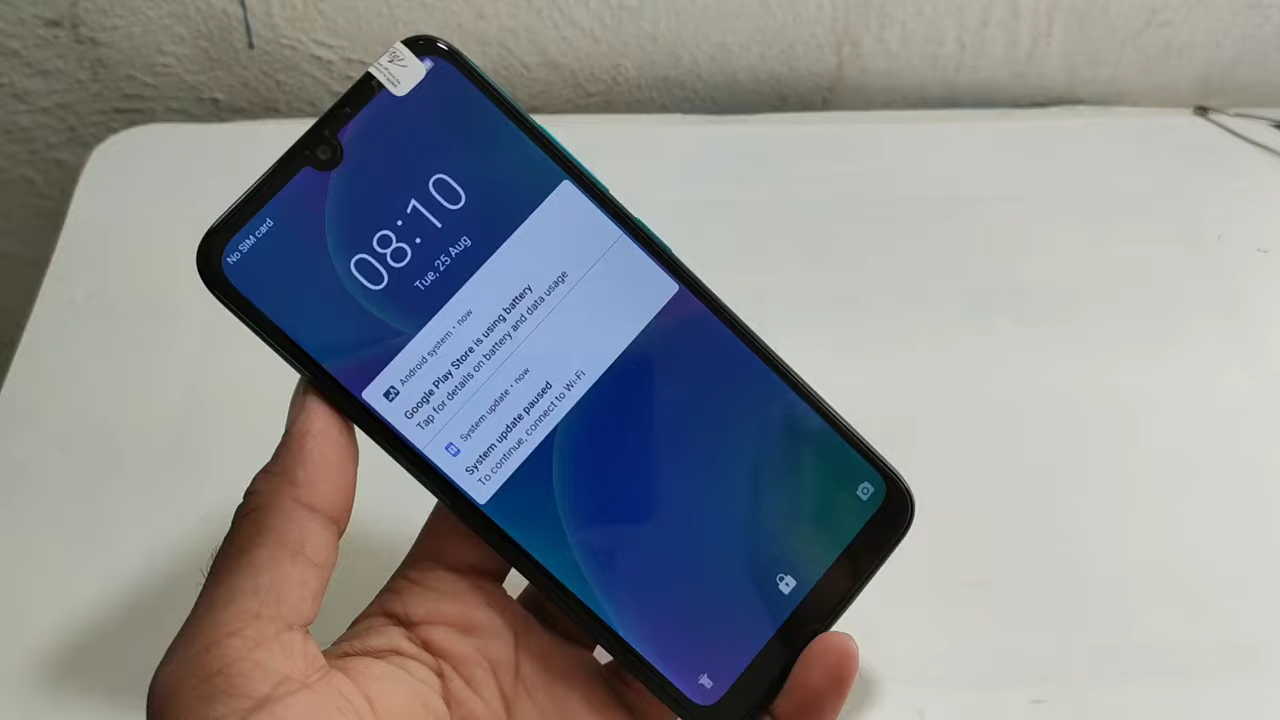 No SIM card
08:10
Tue, 25 Aug
Android system • now
Google Play Store is using battery
Tap for details on battery and data usage
System update • now
System update paused
To continue, connect to Wi-Fi